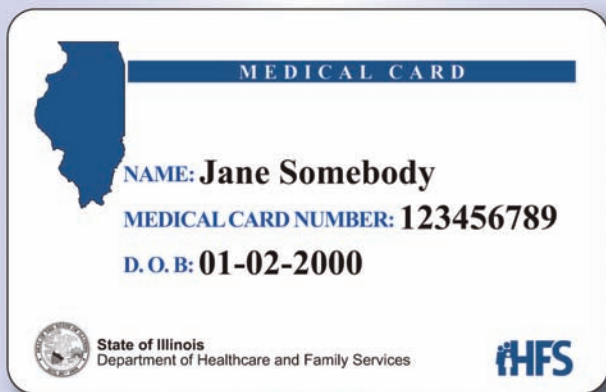 MEDICAL CARD
NAME: Jane Somebody
MEDICAL CARD NUMBER: 123456789
D. O. B: 01-02-2000
State of Illinois
Department of Healthcare and Family Services
HFS